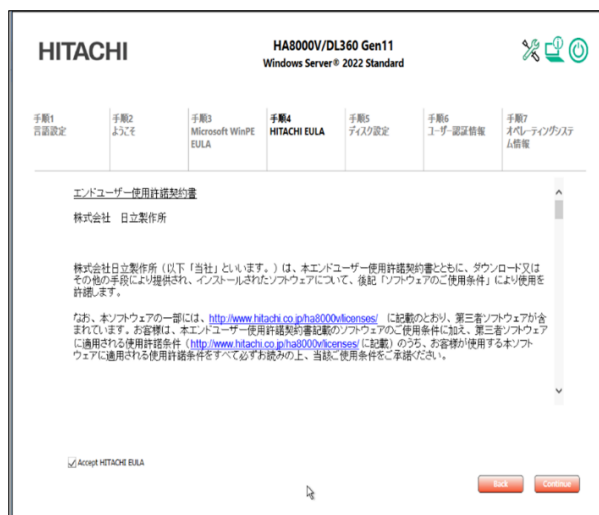 HITACHI
HA8000V/DL360 Gen11
Windows Server® 2022 Standard
手順1
言語設定
手順2
ようこそ
手順3
Microsoft WinPE
EULA
手順4
HITACHI EULA
手順5
ディスク設定
手順6
ユーザー認証情報
手順7
オペレーティングシステ
ム情報
エンドユーザー使用許諾契約書
株式会社 日立製作所
株式会社日立製作所（以下「当社」といいます。）は、本エンドユーザー使用許諾契約書とともに、ダウンロード又は
その他の手段により提供され、インストールされたソフトウェアについて、後記「ソフトウェアのご使用条件」により使用を
許諾します。
なお、本ソフトウェアの一部には、http://www.hitachi.co.jp/ha8000v/licenses/ に記載のとおり、第三者ソフトウェアが含
まれています。お客様は、本エンドユーザー使用許諾契約書記載のソフトウェアのご使用条件に加え、第三者ソフトウェア
に適用される使用許諾条件（http://www.hitachi.co.jp/ha8000v/licenses/ に記載）のうち、お客様が使用する本ソフト
ウェアに適用される使用許諾条件をすべて必ずお読みの上、当該ご使用条件をご承諾ください。
Accept HITACHI EULA
Back
Continue